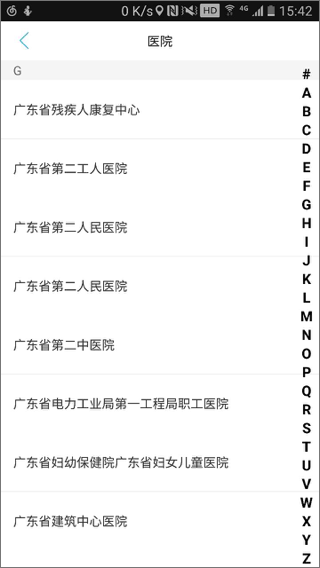 0 K/s HD 4G 15:42
医院
G
广东省残疾人康复中心
广东省第二工人医院
广东省第二人民医院
广东省第二人民医院
广东省第二中医院
广东省电力工业局第一工程局职工医院
广东省妇幼保健院广东省妇女儿童医院
广东省建筑中心医院
#
A
B
C
D
E
F
G
H
I
J
K
L
M
N
O
P
Q
R
S
T
U
V
W
X
Y
Z